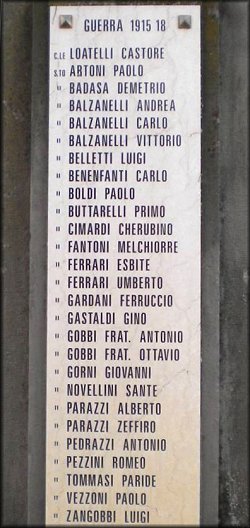 GUERRA 1915 18
C.LE LOATELLI CASTORE
S.TO ARTONI PAOLO
" BADASA DEMETRIO
" BALZANELLI ANDREA
" BALZANELLI CARLO
" BALZANELLI VITTORIO
" BELLETTI LUIGI
" BENENFANTI CARLO
" BOLDI PAOLO
" BUTTARELLI PRIMO
" CIMARDI CHERUBINO
" FANTONI MELCHIORRE
" FERRARI ESBITE
" FERRARI UMBERTO
" GARDANI FERRUCCIO
" GASTALDI GINO
" GOBBI FRAT. ANTONIO
" GOBBI FRAT. OTTAVIO
" GORNI GIOVANNI
" NOVELLINI SANTE
" PARAZZI ALBERTO
" PARAZZI ZEFFIRO
" PEDRAZZI ANTONIO
" PEZZINI ROMEO
" TOMMASI PARIDE
" VEZZONI PAOLO
" ZANGOBBI LUIGI